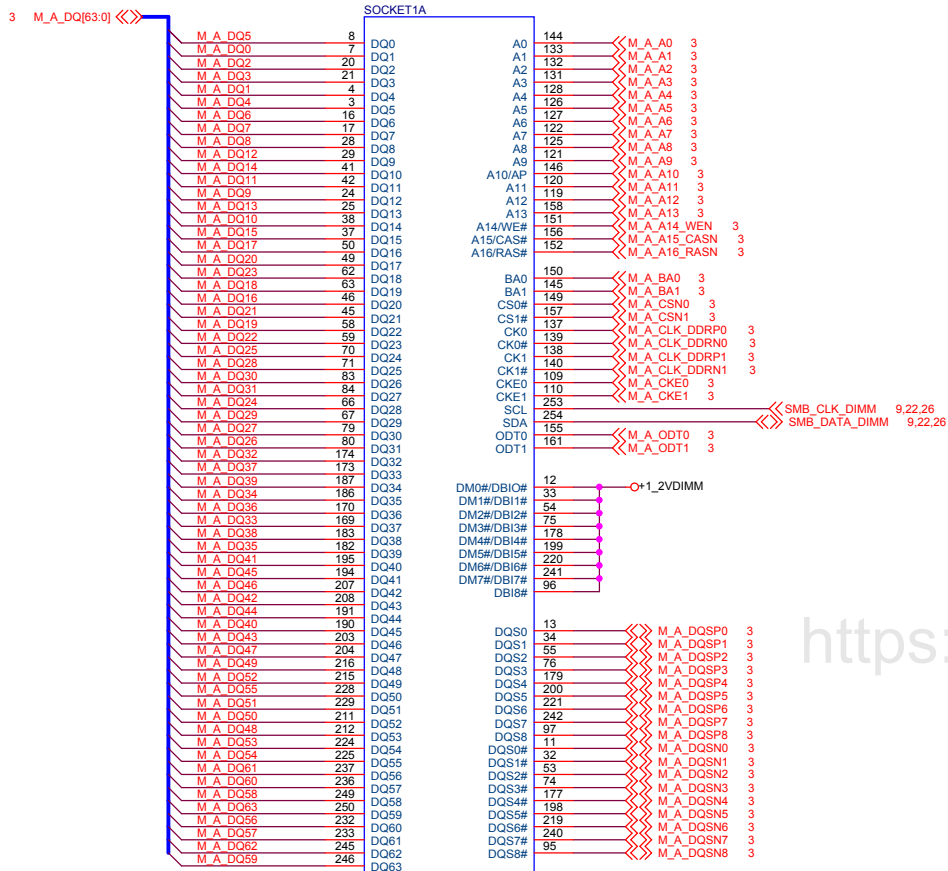 3 M_A_DQ[63:0] SOCKET1A
M_A_DQ5 8 DQ0 A0 144 M_A_A0 3
M_A_DQ0 7 DQ1 A1 133 M_A_A1 3
M_A_DQ2 20 DQ2 A2 132 M_A_A2 3
M_A_DQ3 21 DQ3 A3 131 M_A_A3 3
M_A_DQ1 4 DQ4 A4 128 M_A_A4 3
M_A_DQ4 3 DQ5 A5 126 M_A_A5 3
M_A_DQ6 16 DQ6 A6 127 M_A_A6 3
M_A_DQ7 17 DQ7 A7 122 M_A_A7 3
M_A_DQ8 28 DQ8 A8 125 M_A_A8 3
M_A_DQ12 29 DQ9 A9 121 M_A_A9 3
M_A_DQ14 41 DQ10 A10/AP 146 M_A_A10 3
M_A_DQ11 42 DQ11 A11 120 M_A_A11 3
M_A_DQ9 24 DQ12 A12 119 M_A_A12 3
M_A_DQ13 25 DQ13 A13 158 M_A_A13 3
M_A_DQ10 38 DQ14 A14/WE# 151 M_A_A14_WEN 3
M_A_DQ15 37 DQ15 A15/CAS# 156 M_A_A15_CASN 3
M_A_DQ17 50 DQ16 A16/RAS# 152 M_A_A16_RASN 3
M_A_DQ20 49 DQ17
M_A_DQ23 62 DQ18 BA0 150 M_A_BA0 3
M_A_DQ18 63 DQ19 BA1 145 M_A_BA1 3
M_A_DQ16 46 DQ20 CS0# 149 M_A_CSN0 3
M_A_DQ21 45 DQ21 CS1# 157 M_A_CSN1 3
M_A_DQ19 58 DQ22 CK0 137 M_A_CLK_DDRP0 3
M_A_DQ22 59 DQ23 CK0# 139 M_A_CLK_DDRN0 3
M_A_DQ25 70 DQ24 CK1 138 M_A_CLK_DDRP1 3
M_A_DQ28 71 DQ25 CK1# 140 M_A_CLK_DDRN1 3
M_A_DQ30 83 DQ26 CKE0 109 M_A_CKE0 3
M_A_DQ31 84 DQ27 CKE1 110 M_A_CKE1 3
M_A_DQ24 66 DQ28 SCL 253 SMB_CLK_DIMM 9,22,26
M_A_DQ29 67 DQ29 SDA 254 SMB_DATA_DIMM 9,22,26
M_A_DQ27 79 DQ30 ODT0 155 M_A_ODT0 3
M_A_DQ26 80 DQ31 ODT1 161 M_A_ODT1 3
M_A_DQ32 174 DQ32
M_A_DQ37 173 DQ33
M_A_DQ39 187 DQ34 DM0#/DBIO# 12 +1_2VDIMM
M_A_DQ34 186 DQ35 DM1#/DBI1# 33
M_A_DQ36 170 DQ36 DM2#/DBI2# 54
M_A_DQ33 169 DQ37 DM3#/DBI3# 75
M_A_DQ38 183 DQ38 DM4#/DBI4# 178
M_A_DQ35 182 DQ39 DM5#/DBI5# 199
M_A_DQ41 195 DQ40 DM6#/DBI6# 220
M_A_DQ45 194 DQ41 DM7#/DBI7# 241
M_A_DQ46 207 DQ42 DBI8# 96
M_A_DQ42 208 DQ43
M_A_DQ44 191 DQ44
M_A_DQ40 190 DQ45 DQS0 13 M_A_DQSP0 3
M_A_DQ43 203 DQ46 DQS1 34 M_A_DQSP1 3
M_A_DQ47 204 DQ47 DQS2 55 M_A_DQSP2 3
M_A_DQ49 216 DQ48 DQS3 76 M_A_DQSP3 3
M_A_DQ52 215 DQ49 DQS4 179 M_A_DQSP4 3
M_A_DQ55 228 DQ50 DQS5 200 M_A_DQSP5 3
M_A_DQ51 229 DQ51 DQS6 221 M_A_DQSP6 3
M_A_DQ50 211 DQ52 DQS7 242 M_A_DQSP7 3
M_A_DQ48 212 DQ53 DQS8 97 M_A_DQSP8 3
M_A_DQ53 224 DQ54 DQS0# 11 M_A_DQSN0 3
M_A_DQ54 225 DQ55 DQS1# 32 M_A_DQSN1 3
M_A_DQ61 237 DQ56 DQS2# 53 M_A_DQSN2 3
M_A_DQ60 236 DQ57 DQS3# 74 M_A_DQSN3 3
M_A_DQ58 249 DQ58 DQS4# 177 M_A_DQSN4 3
M_A_DQ63 250 DQ59 DQS5# 198 M_A_DQSN5 3
M_A_DQ56 232 DQ60 DQS6# 219 M_A_DQSN6 3
M_A_DQ57 233 DQ61 DQS7# 240 M_A_DQSN7 3
M_A_DQ62 245 DQ62 DQS8# 95 M_A_DQSN8 3
M_A_DQ59 246 DQ63
https: